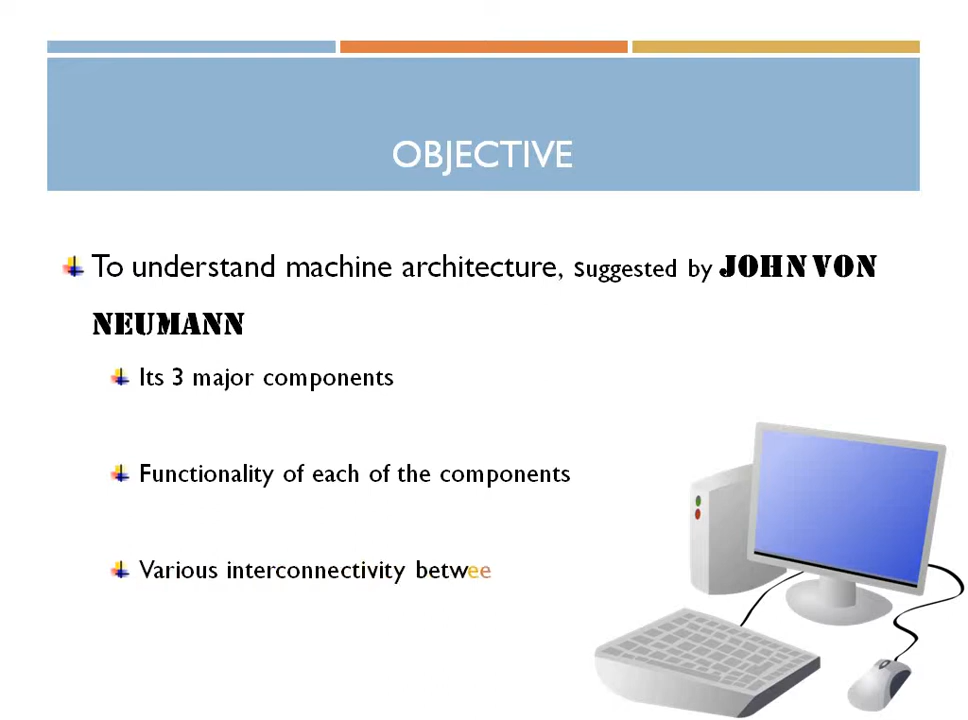 OBJECTIVE
To understand machine architecture, suggested by JOHN VON
NEUMANN
Its 3 major components
Functionality of each of the components
Various interconnectivity betwee